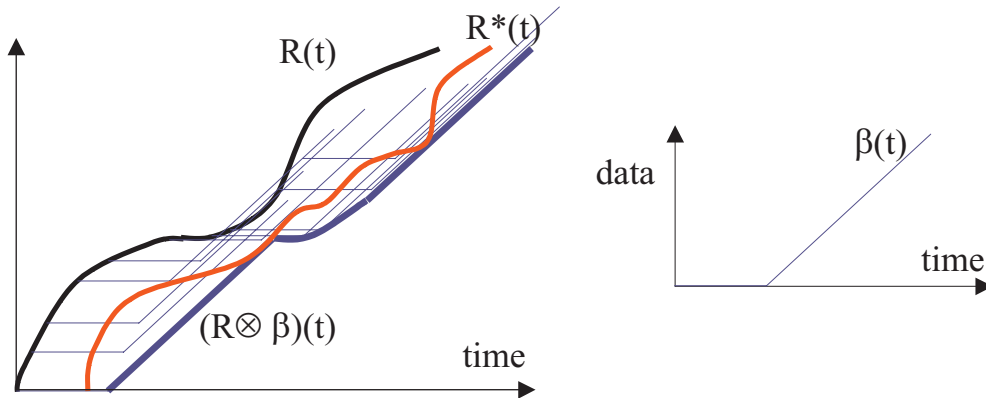 R(t)
R*(t)
(R⊗ β)(t)
time
data
β(t)
time